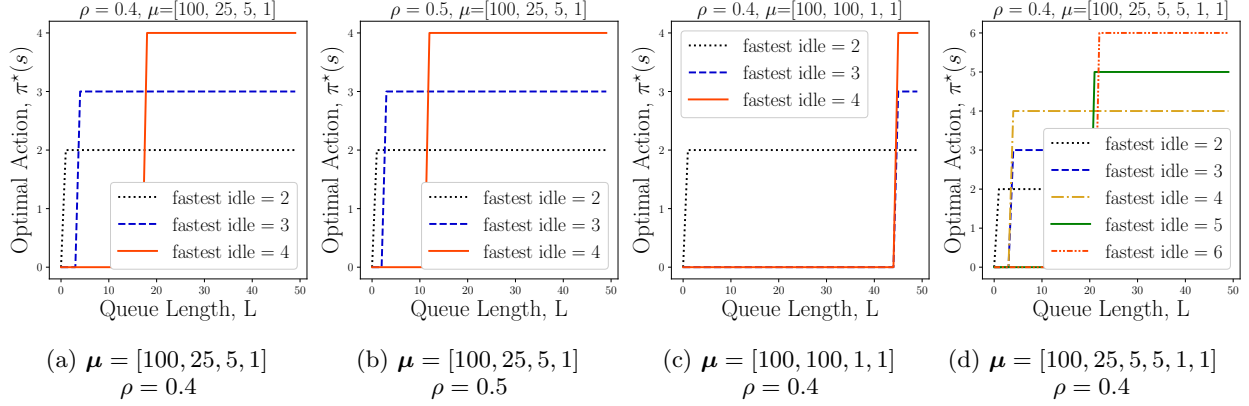 ρ = 0.4, μ=[100, 25, 5, 1]
Optimal Action, π*(s)
4
3
2
1
0
fastest idle = 2
fastest idle = 3
fastest idle = 4
0 10 20 30 40 50
Queue Length, L
(a) μ = [100, 25, 5, 1]
ρ = 0.4
ρ = 0.5, μ=[100, 25, 5, 1]
Optimal Action, π*(s)
4
3
2
1
0
fastest idle = 2
fastest idle = 3
fastest idle = 4
0 10 20 30 40 50
Queue Length, L
(b) μ = [100, 25, 5, 1]
ρ = 0.5
ρ = 0.4, μ=[100, 100, 1, 1]
Optimal Action, π*(s)
4
3
2
1
0
fastest idle = 2
fastest idle = 3
fastest idle = 4
0 10 20 30 40 50
Queue Length, L
(c) μ = [100, 100, 1, 1]
ρ = 0.4
ρ = 0.4, μ=[100, 25, 5, 5, 1, 1]
Optimal Action, π*(s)
6
5
4
3
2
1
0
fastest idle = 2
fastest idle = 3
fastest idle = 4
fastest idle = 5
fastest idle = 6
0 10 20 30 40 50
Queue Length, L
(d) μ = [100, 25, 5, 5, 1, 1]
ρ = 0.4